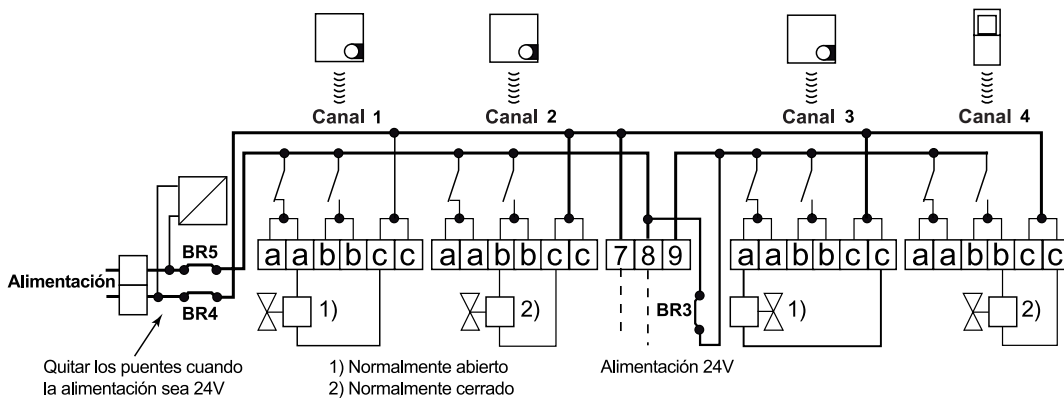 Canal 1
Canal 2
Canal 3
Canal 4
BR5
Alimentación
BR4
a a b b c c
a a b b c c
7 8 9
a a b b c c
a a b b c c
1)
2)
BR3
1)
2)
Quitar los puentes cuando
la alimentación sea 24V
1) Normalmente abierto
2) Normalmente cerrado
Alimentación 24V